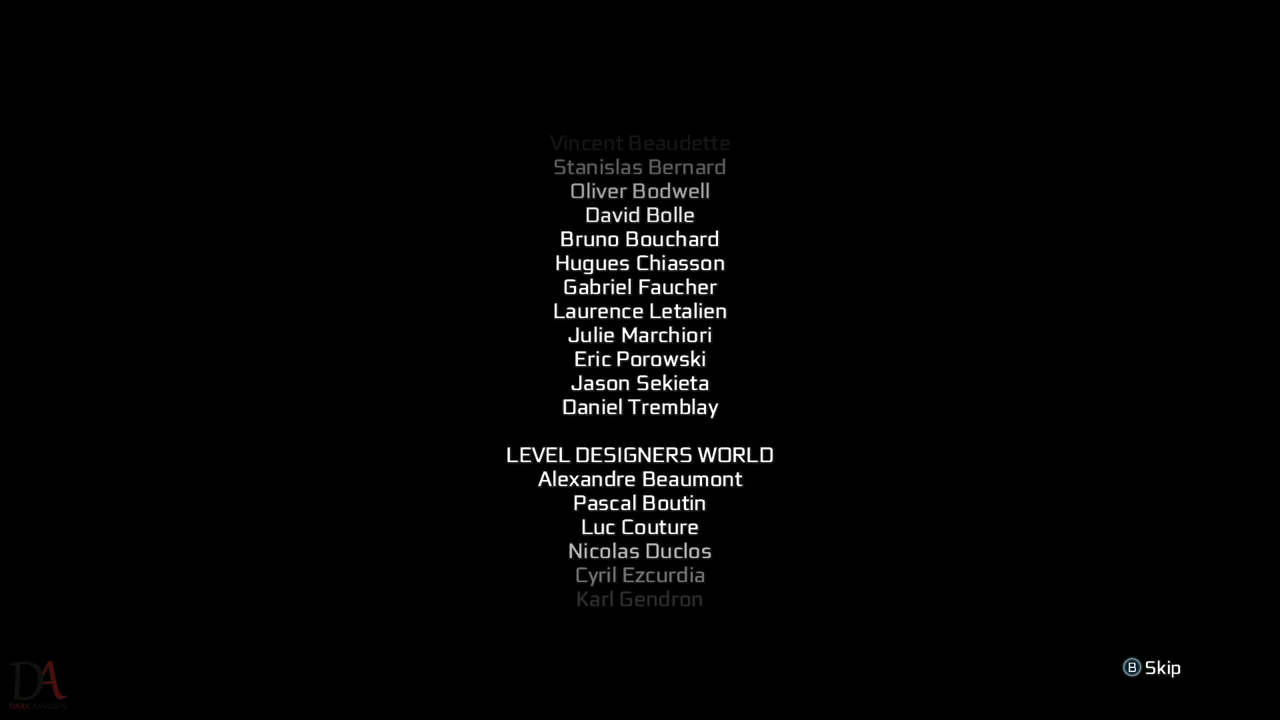 Vincent Beaudette
Stanislas Bernard
Oliver Bodwell
David Bolle
Bruno Bouchard
Hugues Chiasson
Gabriel Faucher
Laurence Letalien
Julie Marchiori
Eric Porowski
Jason Sekieta
Daniel Tremblay
LEVEL DESIGNERS WORLD
Alexandre Beaumont
Pascal Boutin
Luc Couture
Nicolas Duclos
Cyril Ezcurdia
Karl Gendron
B Skip
DA